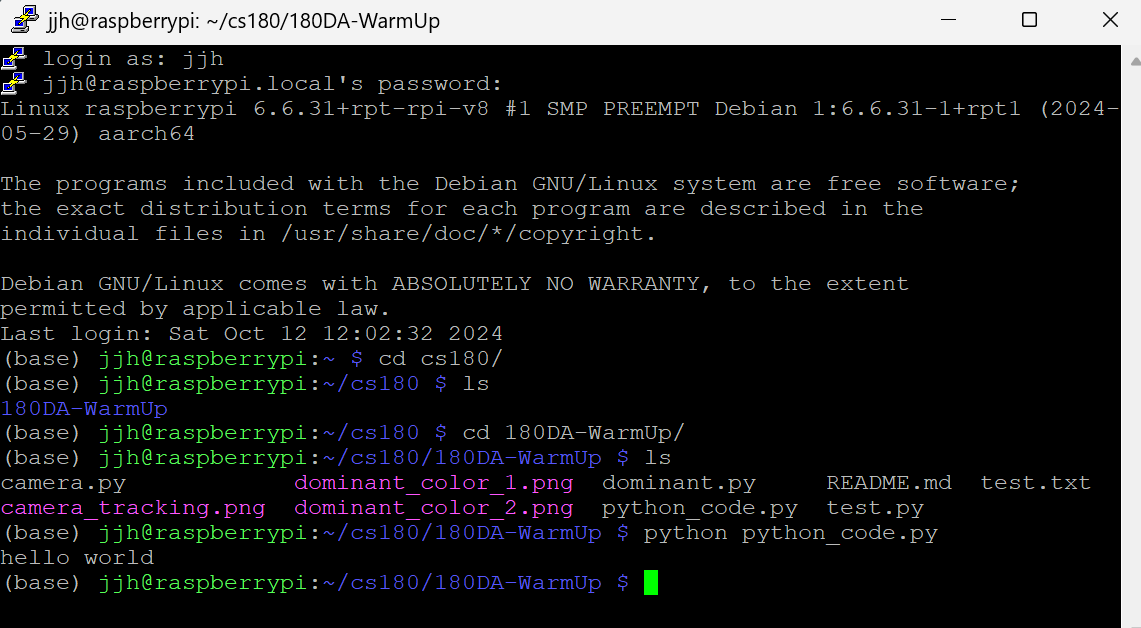 jjh@raspberrypi: ~/cs180/180DA-WarmUp
login as: jjh
jjh@raspberrypi.local's password:
Linux raspberrypi 6.6.31+rpt-rpi-v8 #1 SMP PREEMPT Debian 1:6.6.31-1+rpt1 (2024-
05-29) aarch64
The programs included with the Debian GNU/Linux system are free software;
the exact distribution terms for each program are described in the
individual files in /usr/share/doc/*/copyright.
Debian GNU/Linux comes with ABSOLUTELY NO WARRANTY, to the extent
permitted by applicable law.
Last login: Sat Oct 12 12:02:32 2024
(base) jjh@raspberrypi:~ $ cd cs180/
(base) jjh@raspberrypi:~/cs180 $ ls
180DA-WarmUp
(base) jjh@raspberrypi:~/cs180 $ cd 180DA-WarmUp/
(base) jjh@raspberrypi:~/cs180/180DA-WarmUp $ ls
camera.py dominant_color_1.png dominant.py README.md test.txt
camera_tracking.png dominant_color_2.png python_code.py test.py
(base) jjh@raspberrypi:~/cs180/180DA-WarmUp $ python python_code.py
hello world
(base) jjh@raspberrypi:~/cs180/180DA-WarmUp $